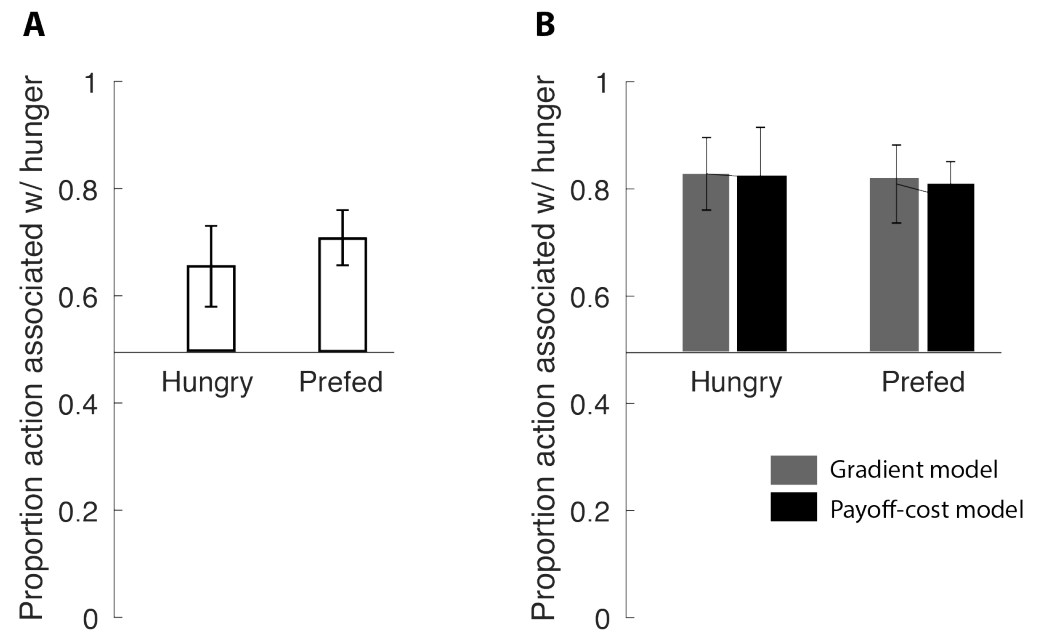 A
Proportion action associated w/ hunger
1
0.8
0.6
0.4
0.2
0
Hungry Prefed
B
Proportion action associated w/ hunger
1
0.8
0.6
0.4
0.2
0
Hungry Prefed
Gradient model
Payoff-cost model